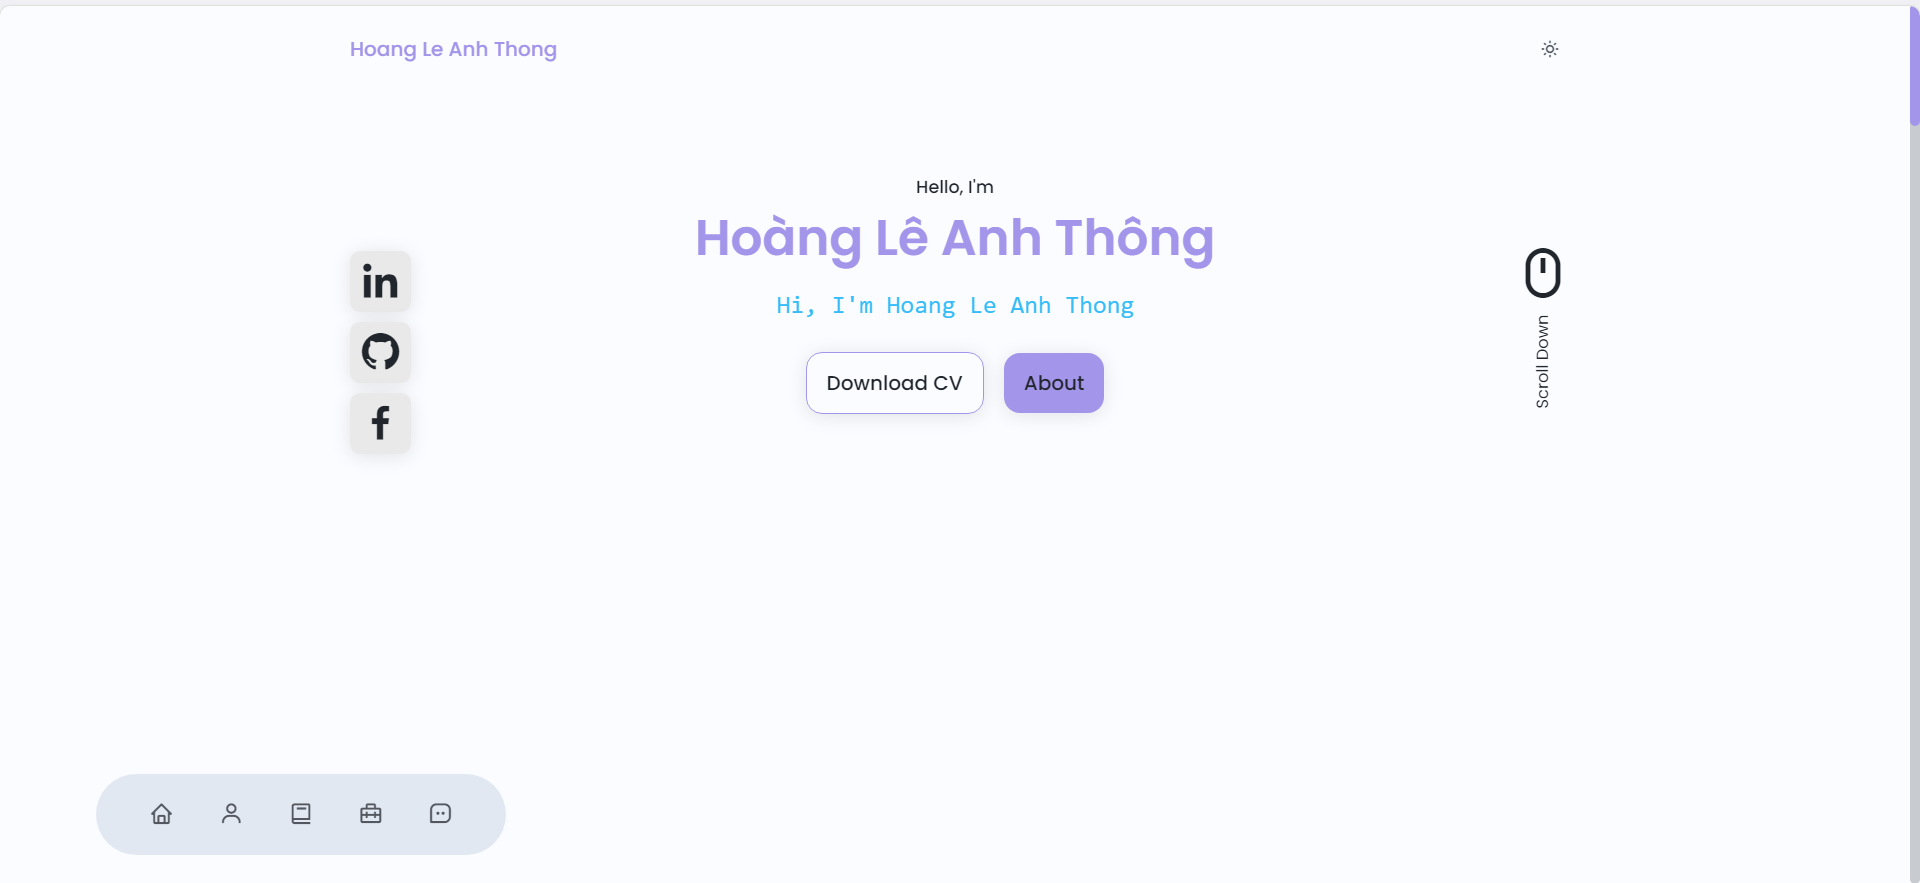 Hoang Le Anh Thong
Hello, I'm
Hoàng Lê Anh Thông
Hi, I'm Hoang Le Anh Thong
Download CV
About
in
f
Scroll Down